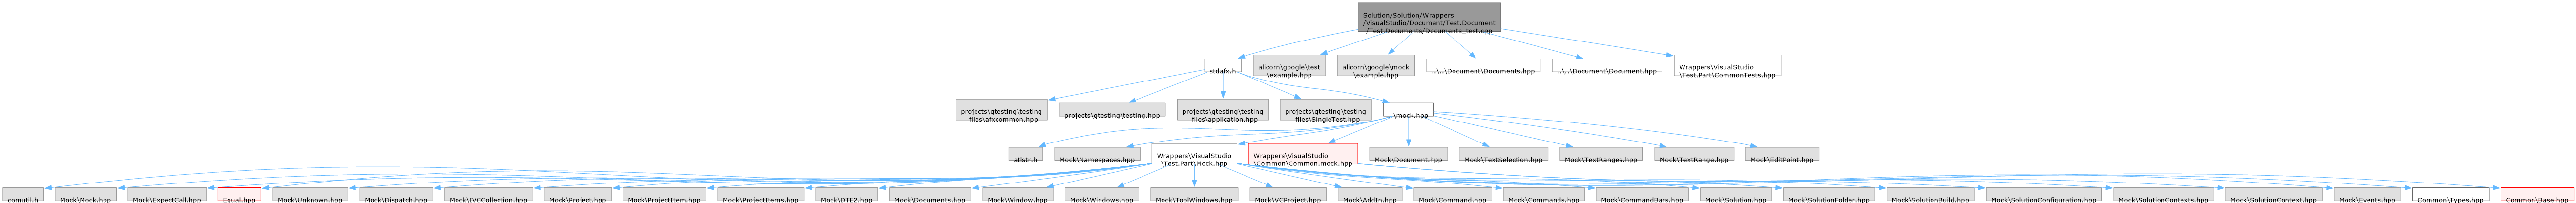 Solution/Solution/Wrappers
/VisualStudio/Document/Test.Document
/Test.Documents/Documents_test.cpp
stdafx.h
alicorn\google\test
\example.hpp
alicorn\google\mock
\example.hpp
..\..\Document\Documents.hpp
..\..\Document\Document.hpp
Wrappers\VisualStudio
\Test.Part\CommonTests.hpp
projects\gtesting\testing
_files\afxcommon.hpp
projects\gtesting\testing.hpp
projects\gtesting\testing
_files\application.hpp
projects\gtesting\testing
_files\SingleTest.hpp
.\mock.hpp
atlstr.h
Mock\Namespaces.hpp
Wrappers\VisualStudio
\Test.Part\Mock.hpp
Wrappers\VisualStudio
\Common\Common.mock.hpp
Mock\Document.hpp
Mock\TextSelection.hpp
Mock\TextRanges.hpp
Mock\TextRange.hpp
Mock\EditPoint.hpp
comutil.h
Mock\Mock.hpp
Mock\ExpectCall.hpp
Equal.hpp
Mock\Unknown.hpp
Mock\Dispatch.hpp
Mock\IVCCollection.hpp
Mock\Project.hpp
Mock\ProjectItem.hpp
Mock\ProjectItems.hpp
Mock\DTE2.hpp
Mock\Documents.hpp
Mock\Window.hpp
Mock\Windows.hpp
Mock\ToolWindows.hpp
Mock\VCProject.hpp
Mock\AddIn.hpp
Mock\Command.hpp
Mock\Commands.hpp
Mock\CommandBars.hpp
Mock\Solution.hpp
Mock\SolutionFolder.hpp
Mock\SolutionBuild.hpp
Mock\SolutionConfiguration.hpp
Mock\SolutionContexts.hpp
Mock\SolutionContext.hpp
Mock\Events.hpp
Common\Types.hpp
Common\Base.hpp